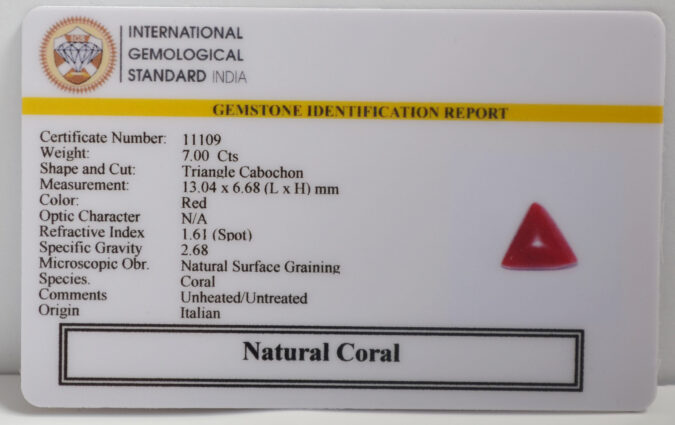 IGS
INTERNATIONAL
GEMOLOGICAL
STANDARD INDIA
GEMSTONE IDENTIFICATION REPORT
Certificate Number: 11109
Weight: 7.00 Cts
Shape and Cut: Triangle Cabochon
Measurement: 13.04 x 6.68 (L x H) mm
Color: Red
Optic Character N/A
Refractive Index 1.61 (Spot)
Specific Gravity 2.68
Microscopic Obr. Natural Surface Graining
Species. Coral
Comments Unheated/Untreated
Origin Italian
Natural Coral